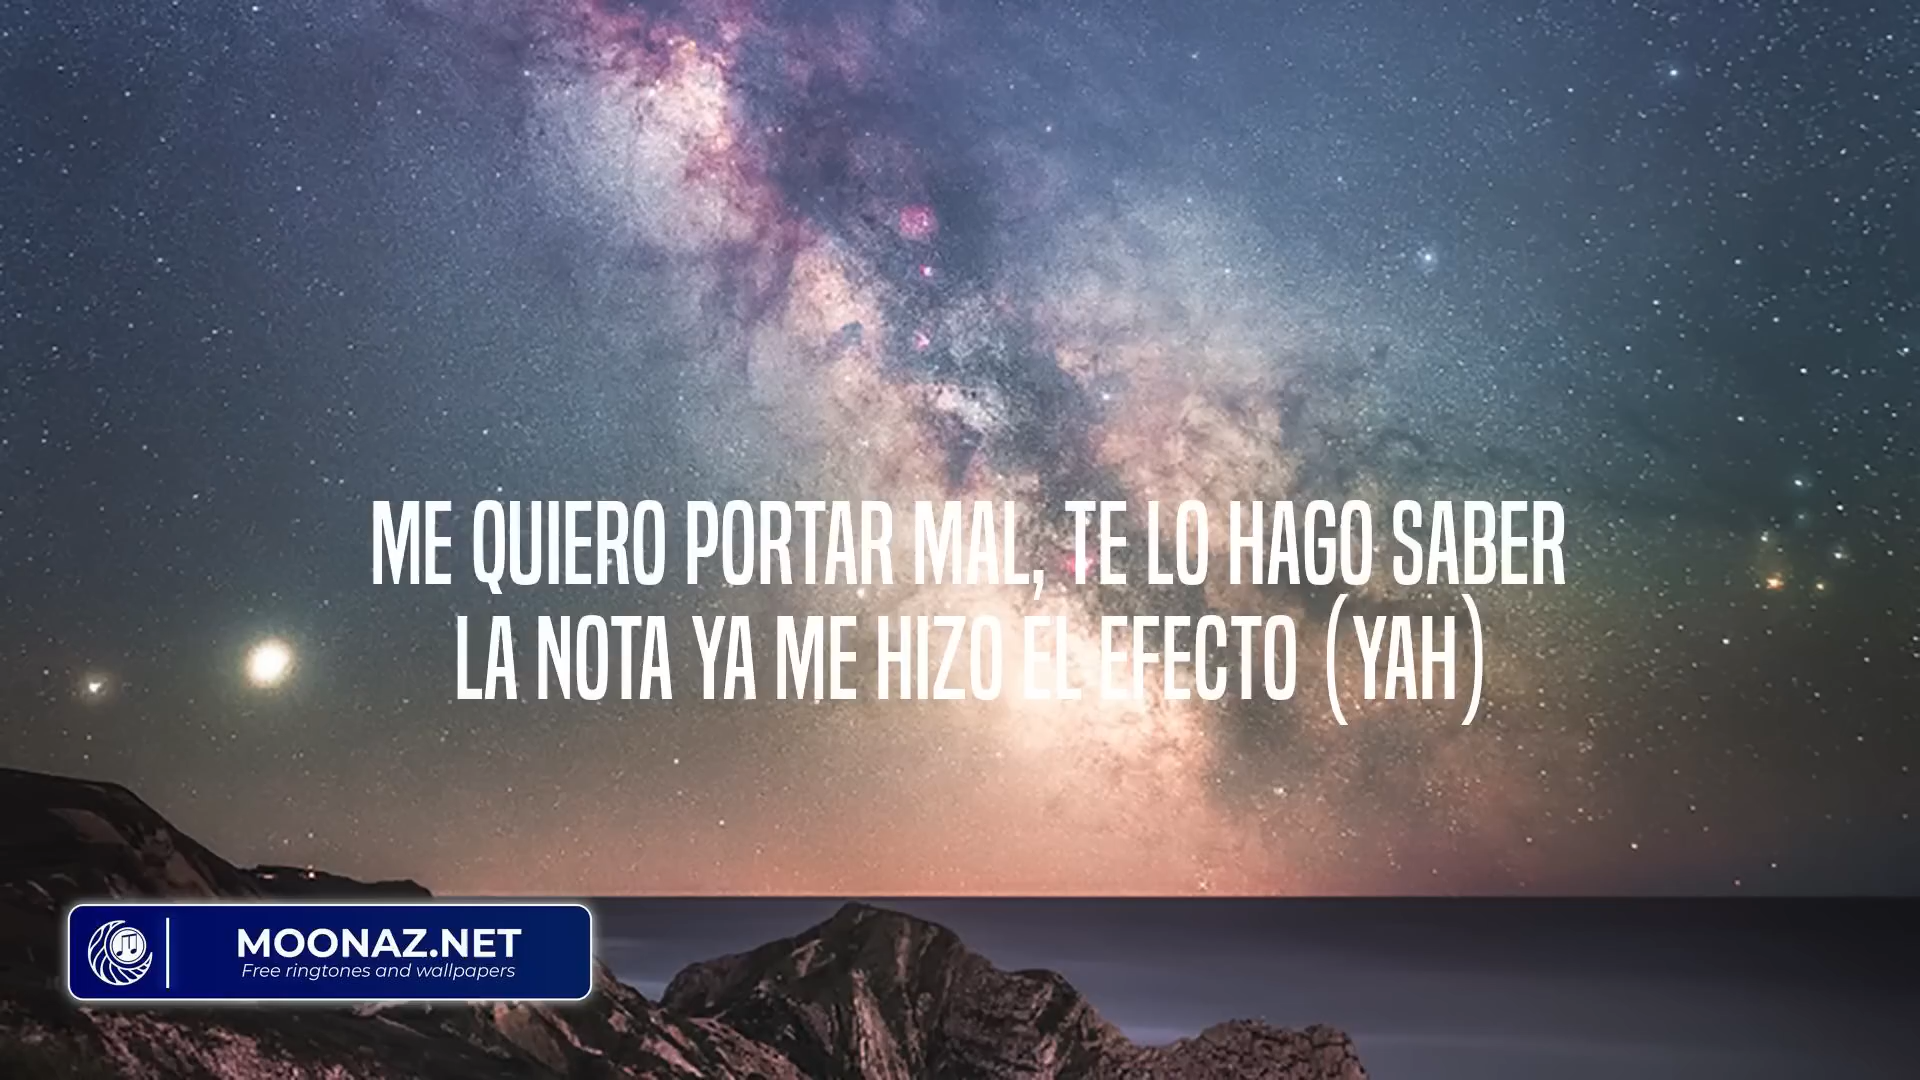 ME QUIERO PORTAR MAL, TE LO HAGO SABER
LA NOTA YA ME HIZO EL EFECTO (YAH)
MOONAZ.NET
Free ringtones and wallpapers